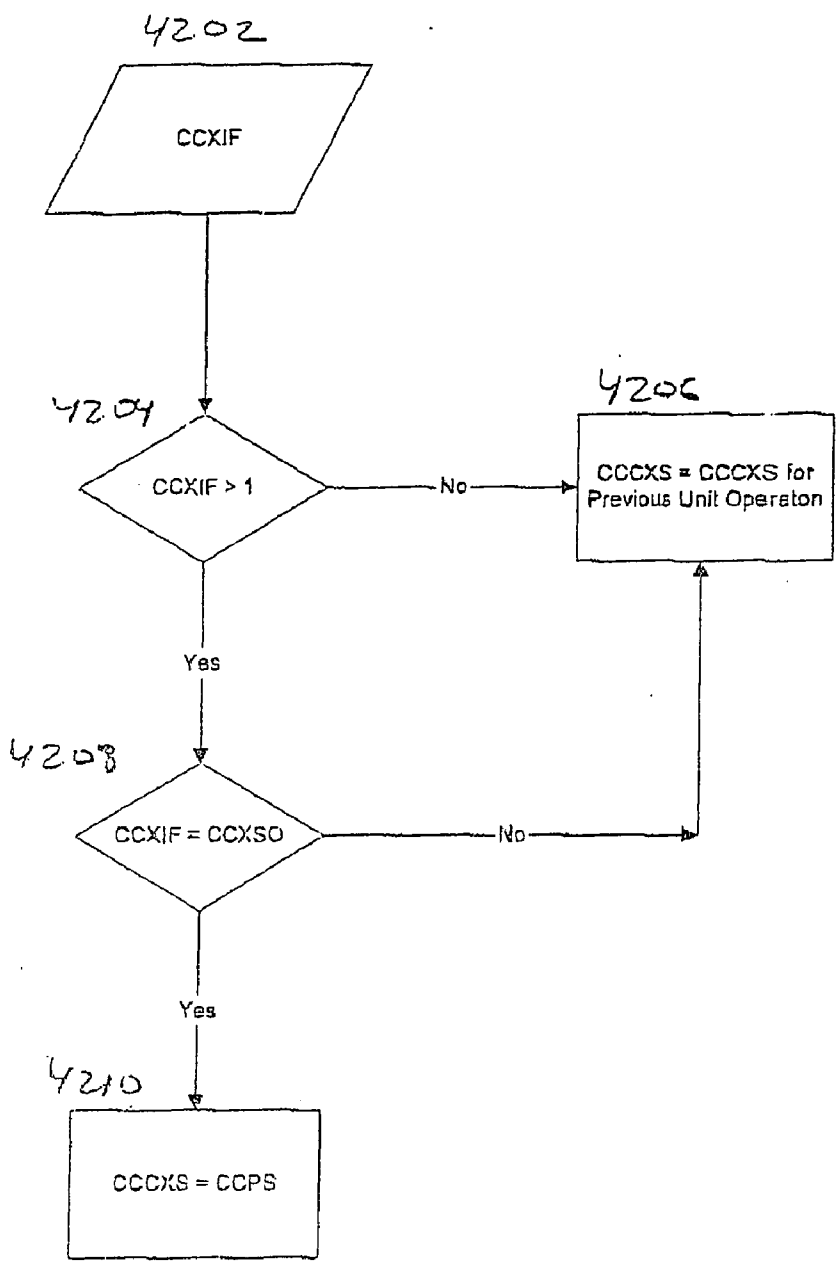 4202
CCXIF
4204
CCXIF > 1
No
4206
CCCXS = CCCXS for
Previous Unit Operaton
Yes
4208
CCXIF = CCXSO
No
Yes
4210
CCCXS = CCPS